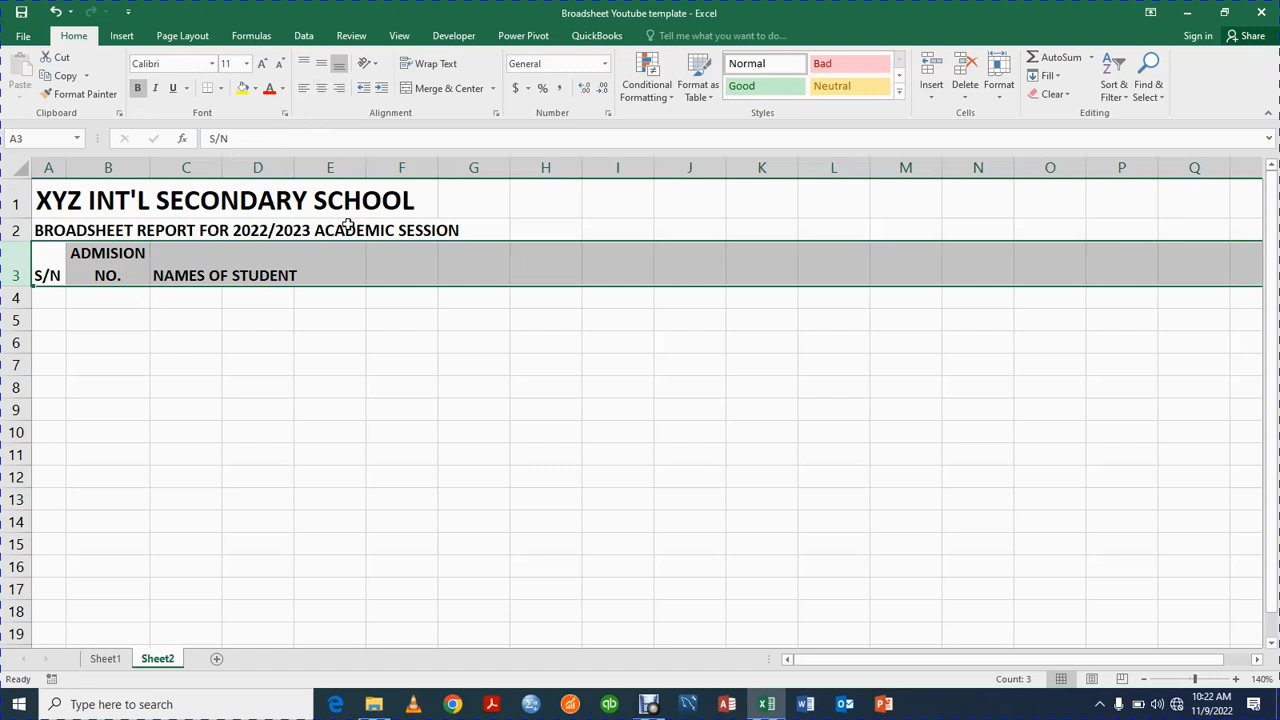 Broadsheet Youtube template - Excel
File Home Insert Page Layout Formulas Data Review View Developer Power Pivot QuickBooks Tell me what you want to do... Sign in Share
Cut
Copy
Format Painter
Paste
Clipboard
Calibri 11
B I U
Font
Wrap Text
Merge & Center
Alignment
General
$ % ,
Number
Conditional Formatting
Format as Table
Normal Bad
Good Neutral
Styles
Insert Delete Format
Cells
AutoSum
Fill
Clear
Sort & Filter
Find & Select
Editing
A3 fx S/N
A B C D E F G H I J K L M N O P Q
1 XYZ INT'L SECONDARY SCHOOL
2 BROADSHEET REPORT FOR 2022/2023 ACADEMIC SESSION
3 S/N ADMISION NO. NAMES OF STUDENT
4
5
6
7
8
9
10
11
12
13
14
15
16
17
18
19
Sheet1 Sheet2
Ready Count: 3 140%
Type here to search
10:22 AM
11/9/2022